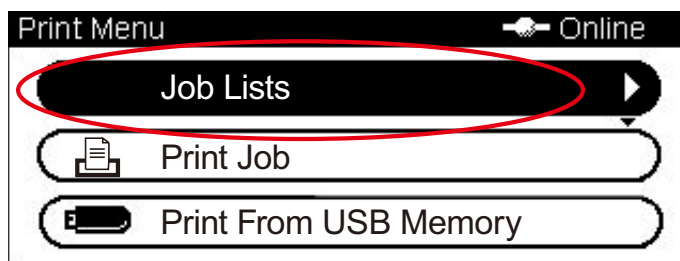 Print Menu Online
Job Lists
Print Job
Print From USB Memory